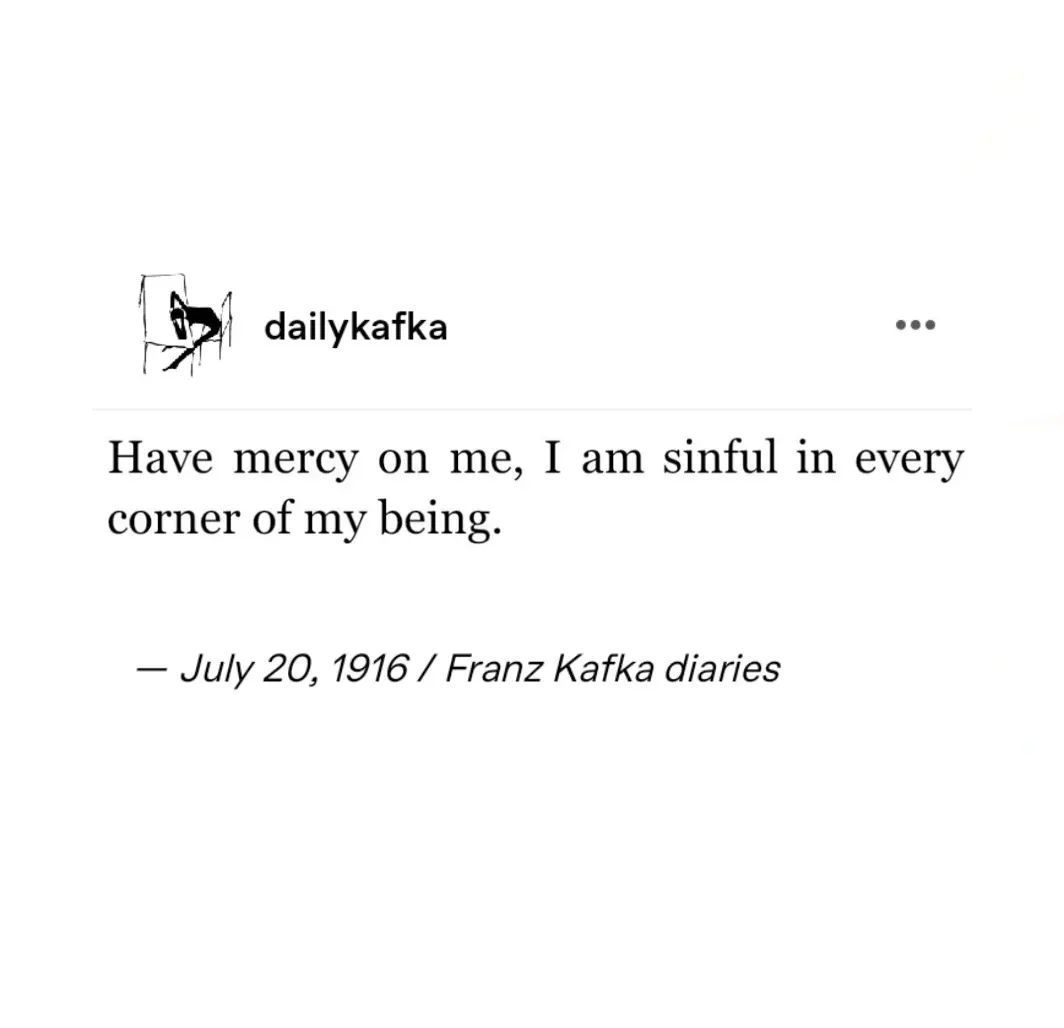 dailykafka
Have mercy on me, I am sinful in every
corner of my being.
— July 20, 1916 / Franz Kafka diaries